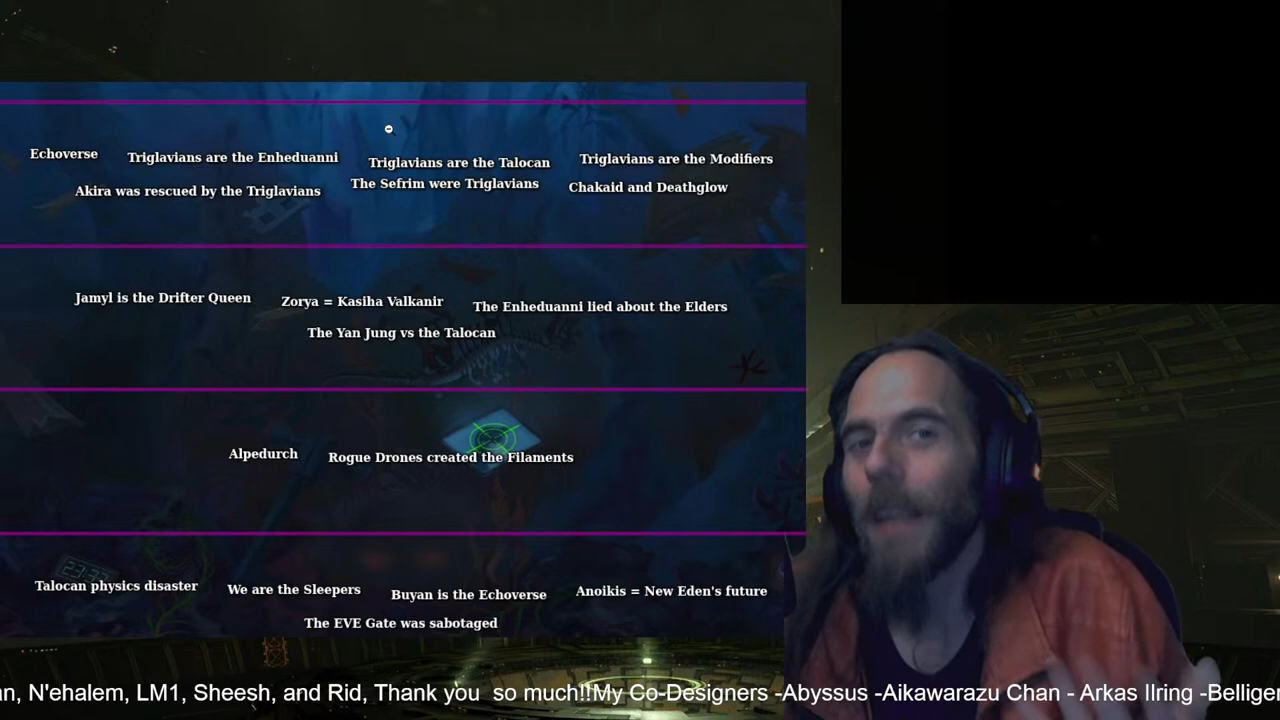 Echoverse
Triglavians are the Enheduanni
Triglavians are the Talocan
Triglavians are the Modifiers
Akira was rescued by the Triglavians
The Sefrim were Triglavians
Chakaid and Deathglow
Jamyl is the Drifter Queen
Zorya = Kasiha Valkanir
The Enheduanni lied about the Elders
The Yan Jung vs the Talocan
Alpedurch
Rogue Drones created the Filaments
23:37
Talocan physics disaster
We are the Sleepers
Buyan is the Echoverse
Anoikis = New Eden's future
The EVE Gate was sabotaged
an, N'ehalem, LM1, Sheesh, and Rid, Thank you so much!!My Co-Designers -Abyssus -Aikawarazu Chan - Arkas Ilring -Belliger